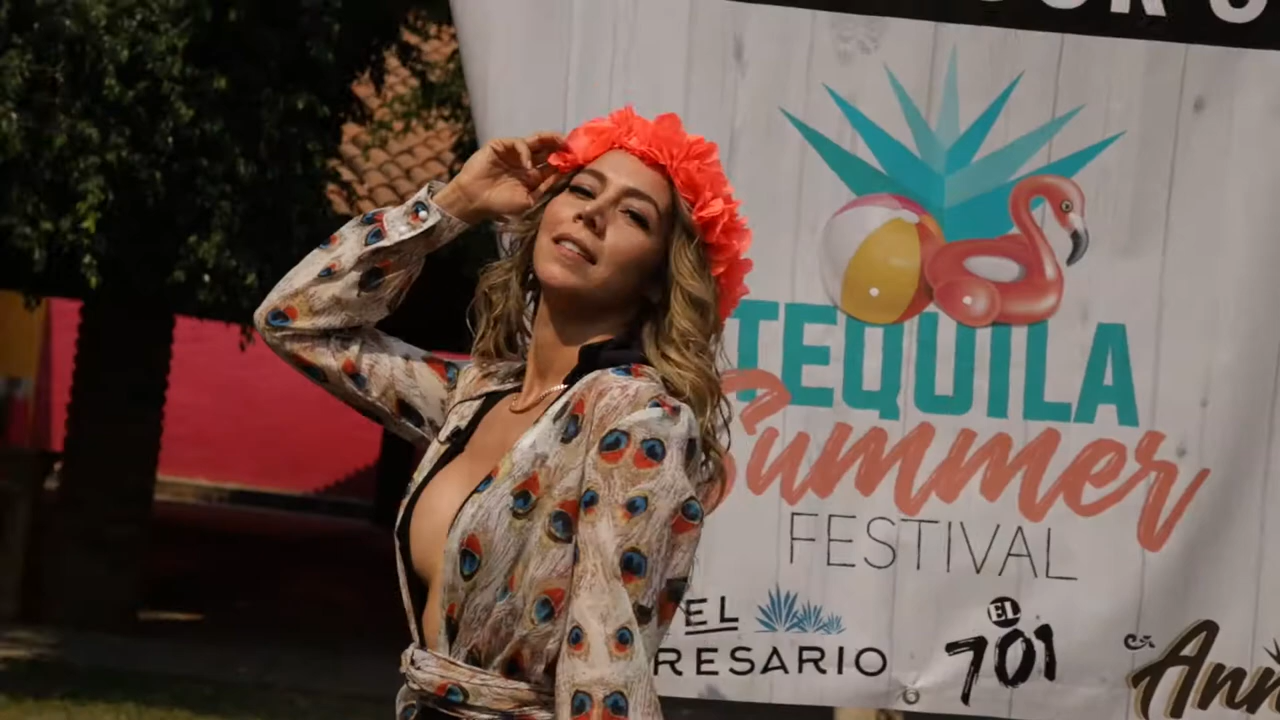 TEQUILA
Summer
FESTIVAL
EL
RESARIO
EL
701